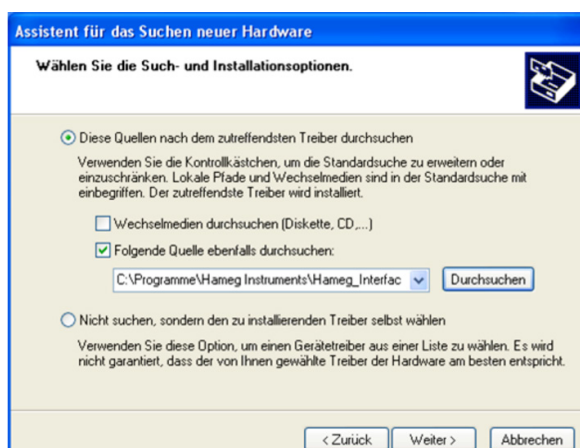 Assistent für das Suchen neuer Hardware
Wählen Sie die Such- und Installationsoptionen.
Diese Quellen nach dem zutreffendsten Treiber durchsuchen
Verwenden Sie die Kontrollkästchen, um die Standardsuche zu erweitern oder
einzuschränken. Lokale Pfade und Wechselmedien sind in der Standardsuche mit
einbegriffen. Der zutreffendste Treiber wird installiert.
Wechselmedien durchsuchen (Diskette, CD,...)
Folgende Quelle ebenfalls durchsuchen:
C:\Programme\Hameg Instruments\Hameg_Interfac Durchsuchen
Nicht suchen, sondern den zu installierenden Treiber selbst wählen
Verwenden Sie diese Option, um einen Gerätetreiber aus einer Liste zu wählen. Es wird
nicht garantiert, dass der von Ihnen gewählte Treiber der Hardware am besten entspricht.
< Zurück Weiter > Abbrechen